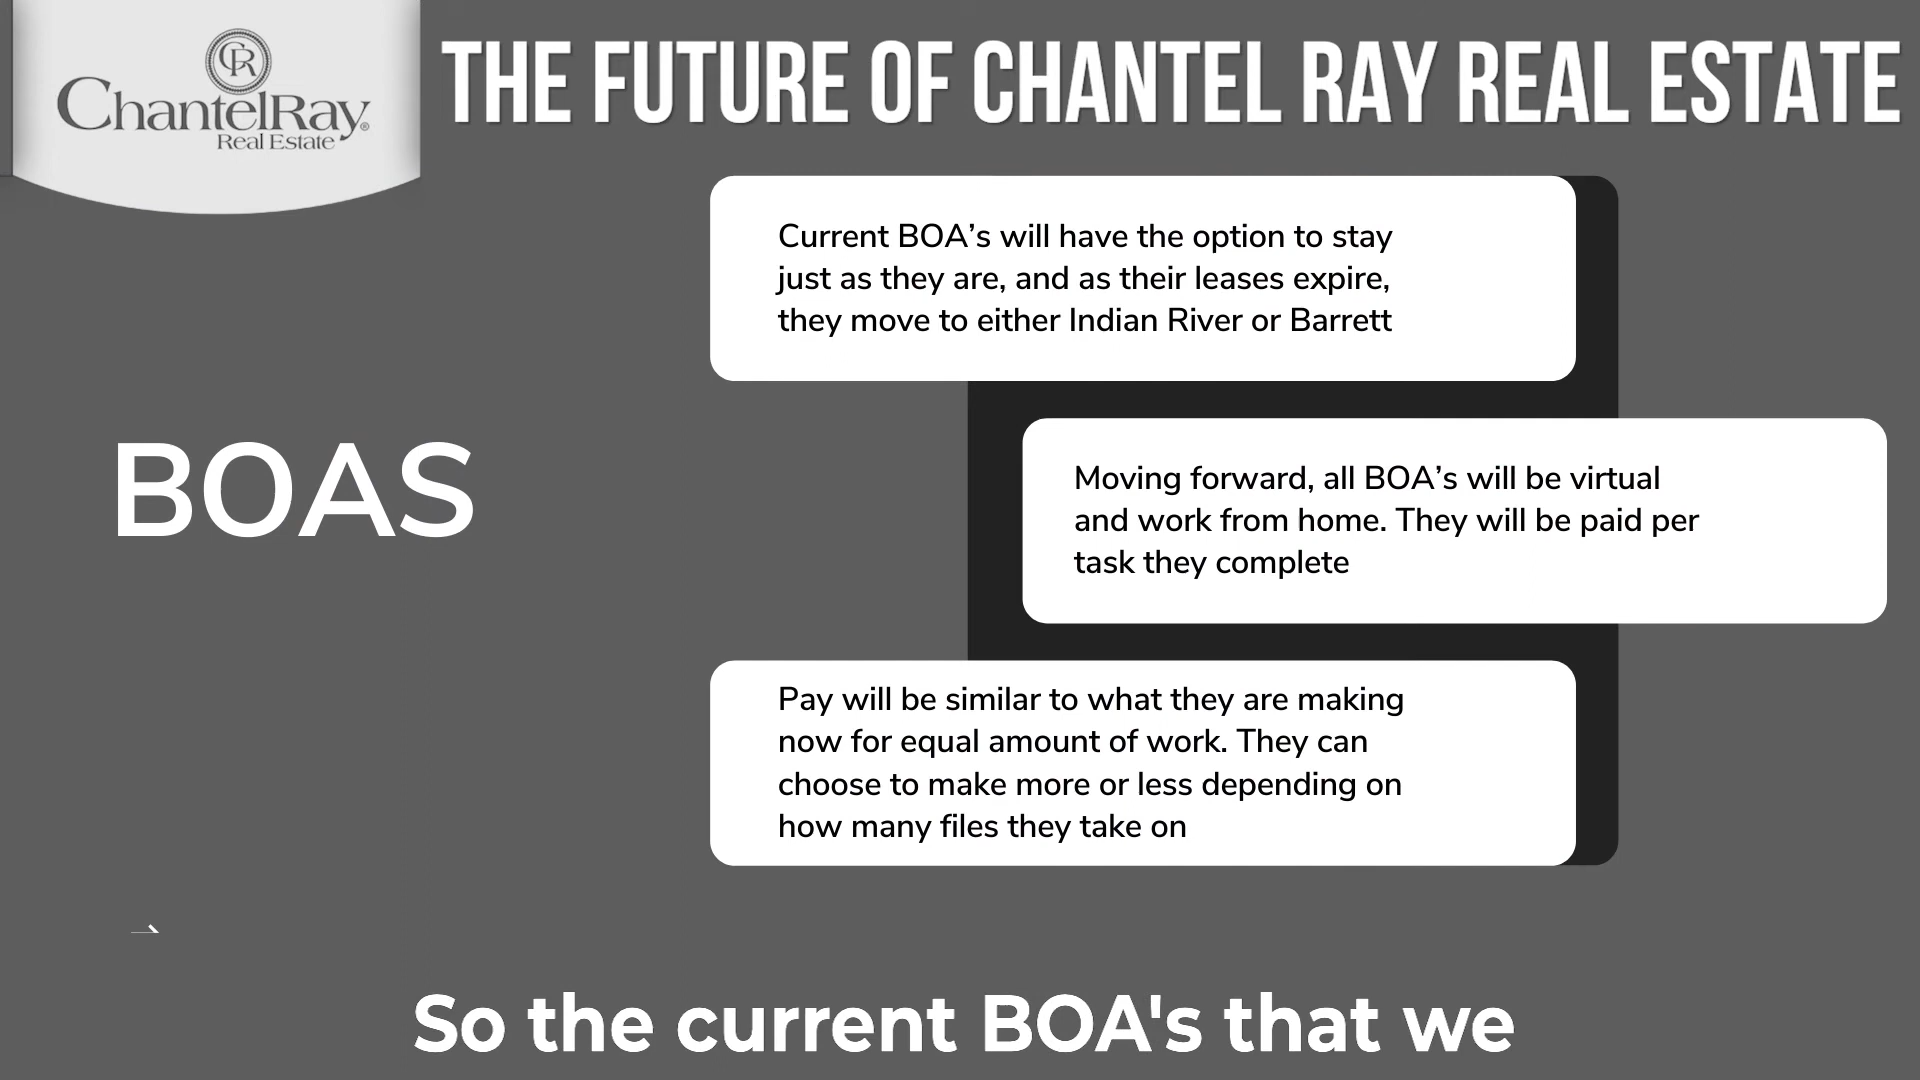 CR
ChantelRay®
Real Estate
THE FUTURE OF CHANTEL RAY REAL ESTATE
Current BOA’s will have the option to stay
just as they are, and as their leases expire,
they move to either Indian River or Barrett
BOAS
Moving forward, all BOA’s will be virtual
and work from home. They will be paid per
task they complete
Pay will be similar to what they are making
now for equal amount of work. They can
choose to make more or less depending on
how many files they take on
So the current BOA's that we